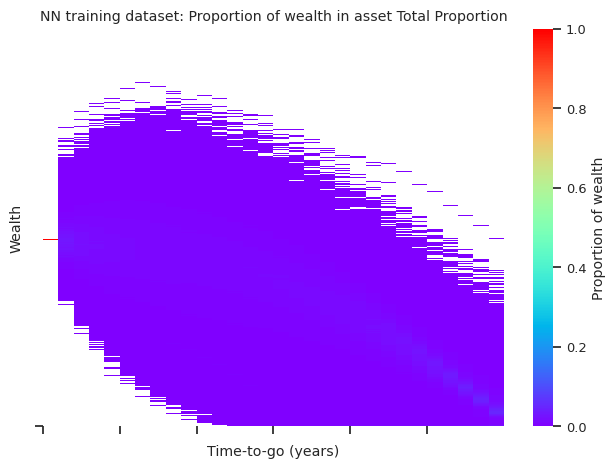 NN training dataset: Proportion of wealth in asset Total Proportion
Wealth
Time-to-go (years)
1.0
0.8
0.6
0.4
0.2
0.0
Proportion of wealth